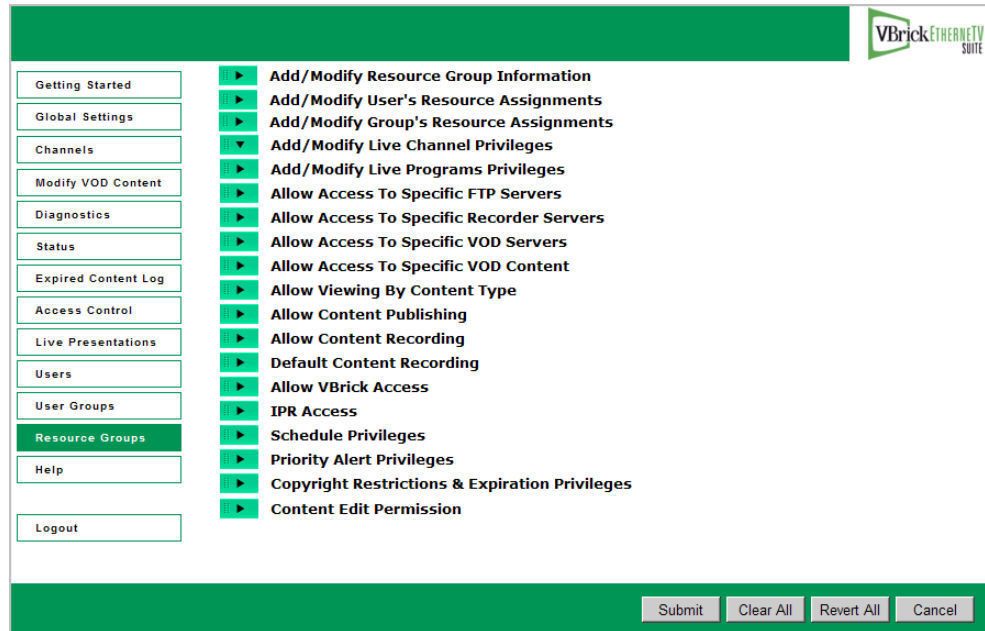 VBrick ETHERNETV
SUITE
Getting Started
Global Settings
Channels
Modify VOD Content
Diagnostics
Status
Expired Content Log
Access Control
Live Presentations
Users
User Groups
Resource Groups
Help
Logout
Add/Modify Resource Group Information
Add/Modify User's Resource Assignments
Add/Modify Group's Resource Assignments
Add/Modify Live Channel Privileges
Add/Modify Live Programs Privileges
Allow Access To Specific FTP Servers
Allow Access To Specific Recorder Servers
Allow Access To Specific VOD Servers
Allow Access To Specific VOD Content
Allow Viewing By Content Type
Allow Content Publishing
Allow Content Recording
Default Content Recording
Allow VBrick Access
IPR Access
Schedule Privileges
Priority Alert Privileges
Copyright Restrictions & Expiration Privileges
Content Edit Permission
Submit Clear All Revert All Cancel